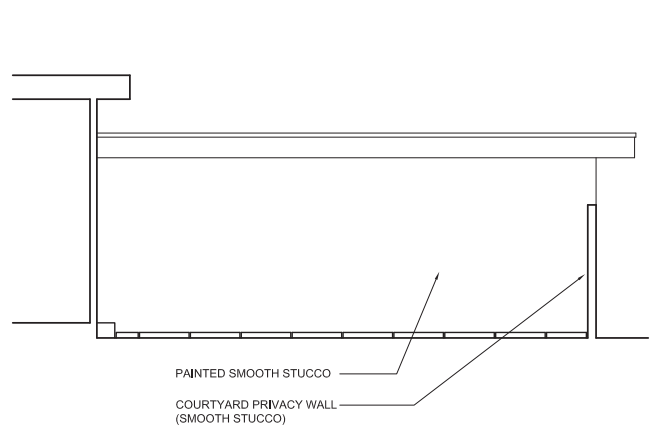 PAINTED SMOOTH STUCCO
COURTYARD PRIVACY WALL
(SMOOTH STUCCO)